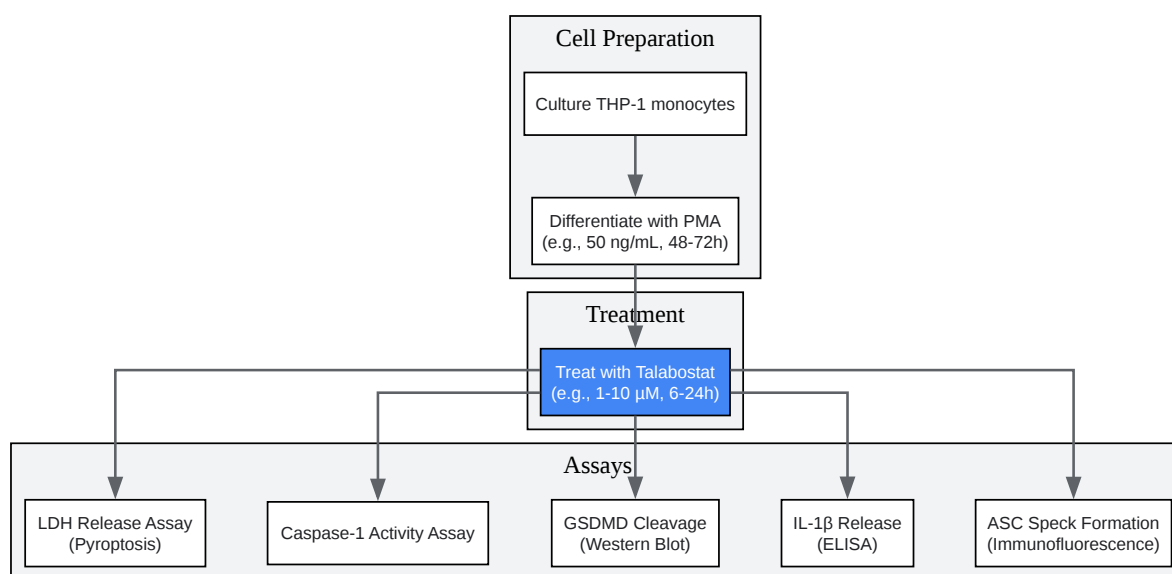 Cell Preparation
Culture THP-1 monocytes
Differentiate with PMA
(e.g., 50 ng/mL, 48-72h)
Treatment
Treat with Talabostat
(e.g., 1-10 µM, 6-24h)
Assays
LDH Release Assay
(Pyroptosis)
Caspase-1 Activity Assay
GSDMD Cleavage
(Western Blot)
IL-1β Release
(ELISA)
ASC Speck Formation
(Immunofluorescence)